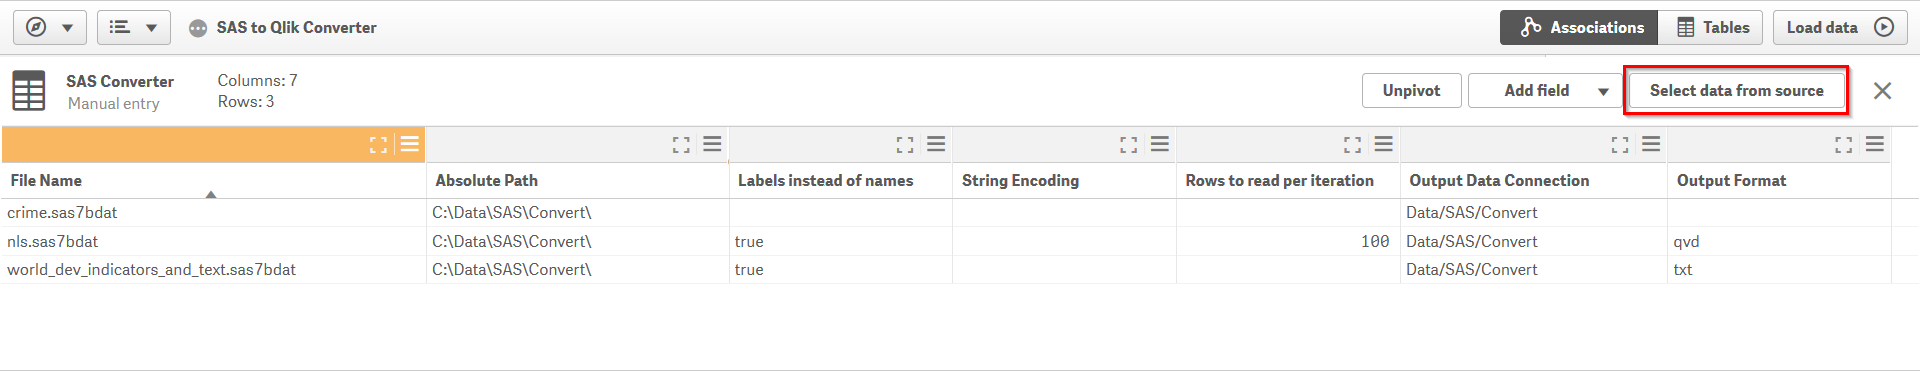 SAS to Qlik Converter Associations Tables Load data
SAS Converter Columns: 7 Unpivot Add field Select data from source
Manual entry Rows: 3
File Name Absolute Path Labels instead of names String Encoding Rows to read per iteration Output Data Connection Output Format
crime.sas7bdat C:\Data\SAS\Convert\ Data/SAS/Convert
nls.sas7bdat C:\Data\SAS\Convert\ true 100 Data/SAS/Convert qvd
world_dev_indicators_and_text.sas7bdat C:\Data\SAS\Convert\ true Data/SAS/Convert txt